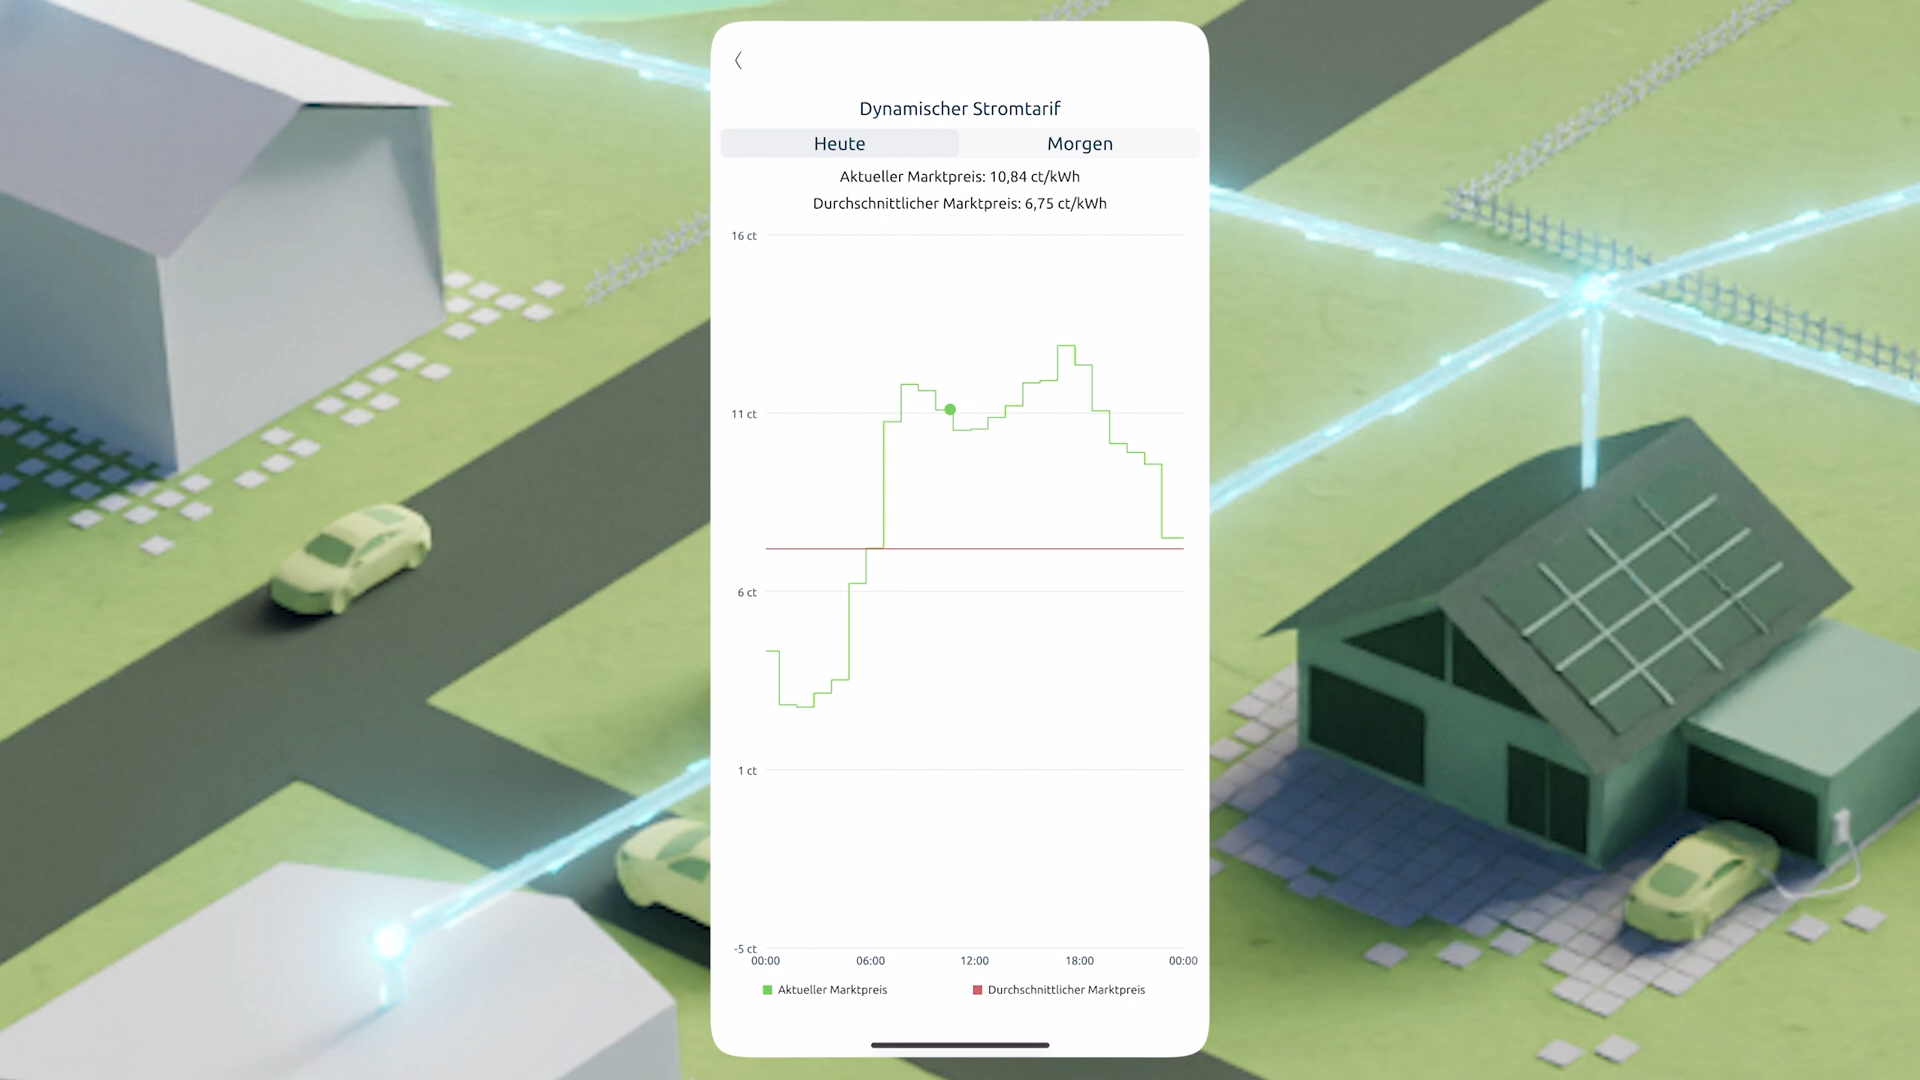 Dynamischer Stromtarif
Heute
Morgen
Aktueller Marktpreis: 10,84 ct/kWh
Durchschnittlicher Marktpreis: 6,75 ct/kWh
16 ct
11 ct
6 ct
1 ct
-5 ct
00:00 06:00 12:00 18:00 00:00
Aktueller Marktpreis
Durchschnittlicher Marktpreis